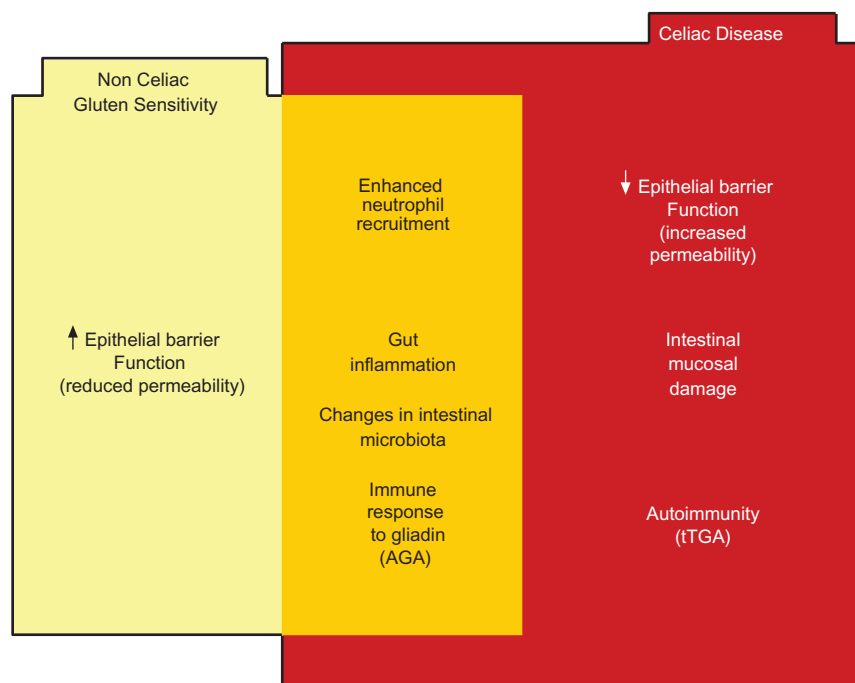 Celiac Disease
Non Celiac
Gluten Sensitivity
Enhanced
neutrophil
recruitment
↓ Epithelial barrier
Function
(increased
permeability)
↑ Epithelial barrier
Function
(reduced permeability)
Gut
inflammation
Intestinal
mucosal
damage
Changes in intestinal
microbiota
Immune
response
to gliadin
(AGA)
Autoimmunity
(tTGA)